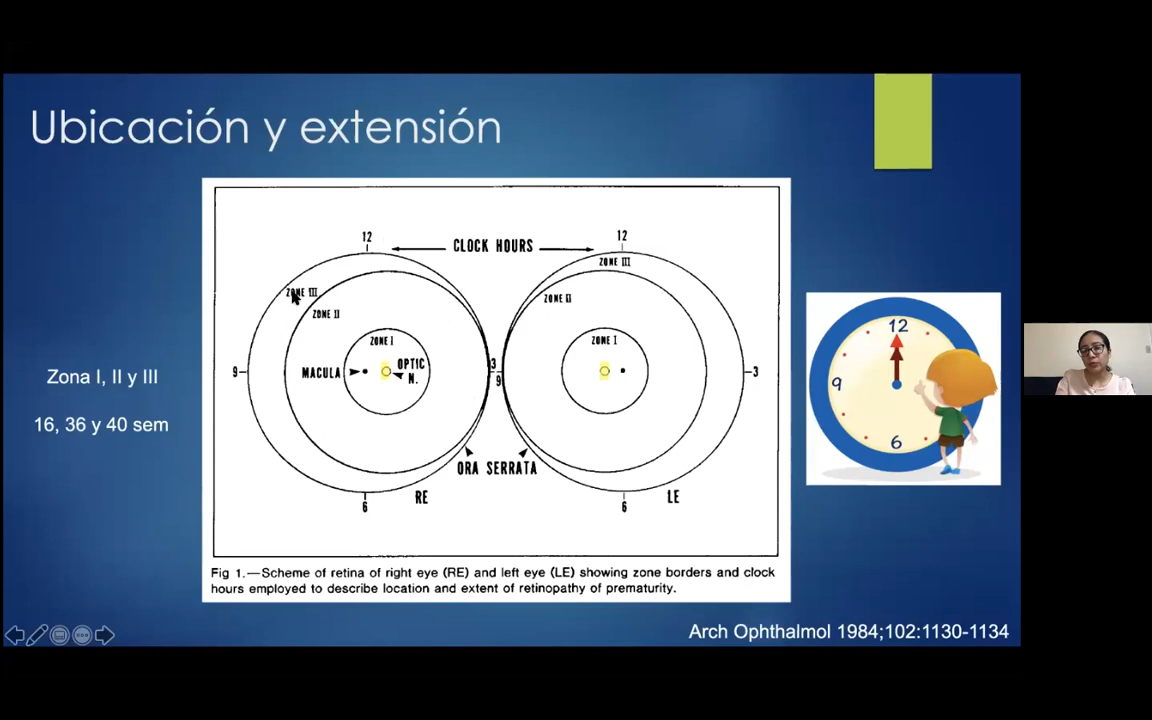 Ubicación y extensión
Zona I, II y III
16, 36 y 40 sem
12
CLOCK HOURS
12
ZONE III
ZONE II
ZONE I
MACULA
OPTIC
N.
9
3
9
ZONE III
ZONE II
ZONE I
3
ORA SERRATA
6
RE
6
LE
Fig 1.—Scheme of retina of right eye (RE) and left eye (LE) showing zone borders and clock
hours employed to describe location and extent of retinopathy of prematurity.
12
9
6
Arch Ophthalmol 1984;102:1130-1134